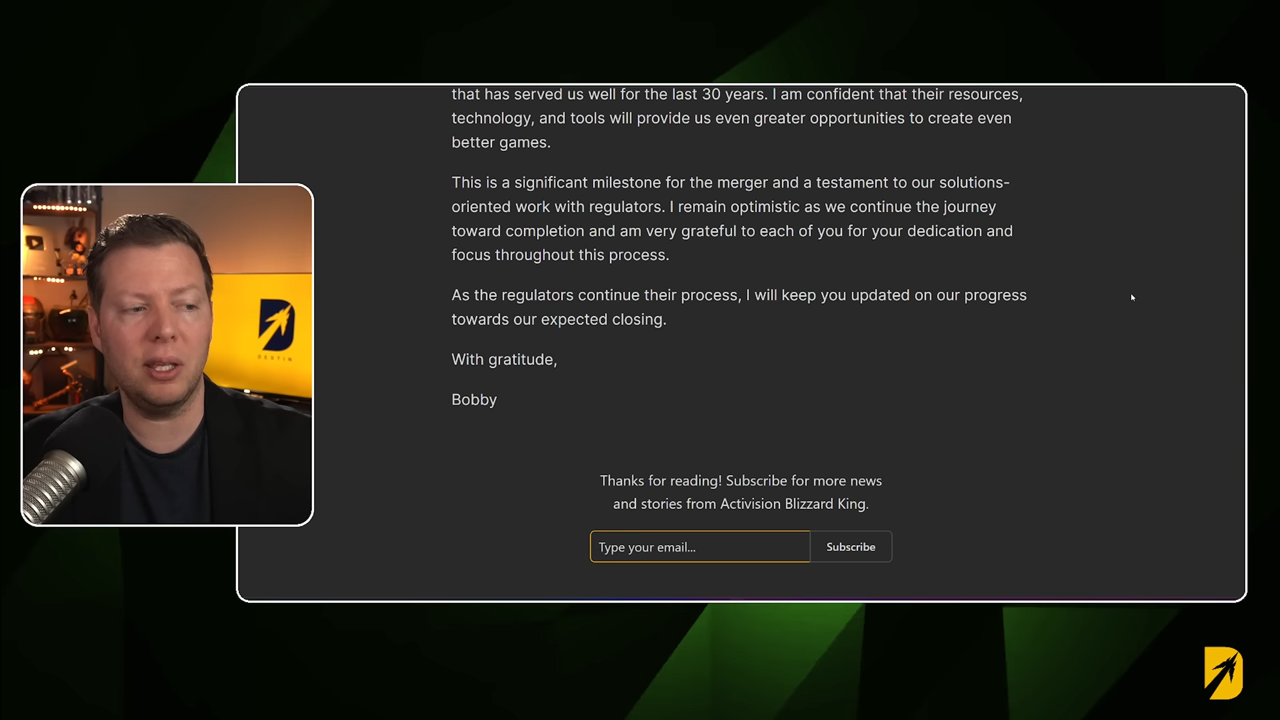 that has served us well for the last 30 years. I am confident that their resources,
technology, and tools will provide us even greater opportunities to create even
better games.
This is a significant milestone for the merger and a testament to our solutions-
oriented work with regulators. I remain optimistic as we continue the journey
toward completion and am very grateful to each of you for your dedication and
focus throughout this process.
As the regulators continue their process, I will keep you updated on our progress
towards our expected closing.
With gratitude,
Bobby
Thanks for reading! Subscribe for more news
and stories from Activision Blizzard King.
Type your email... Subscribe
DESTIN